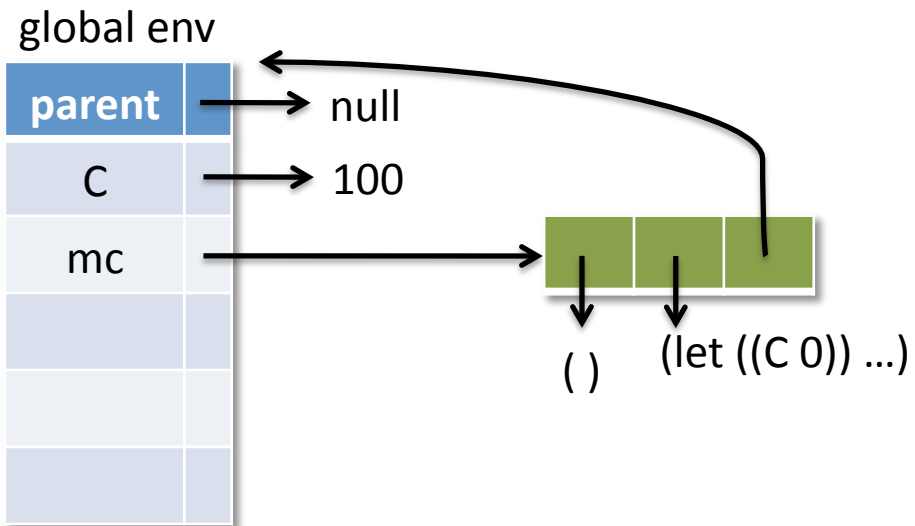 global env
parent
null
C
100
mc
( )
(let ((C 0)) …)